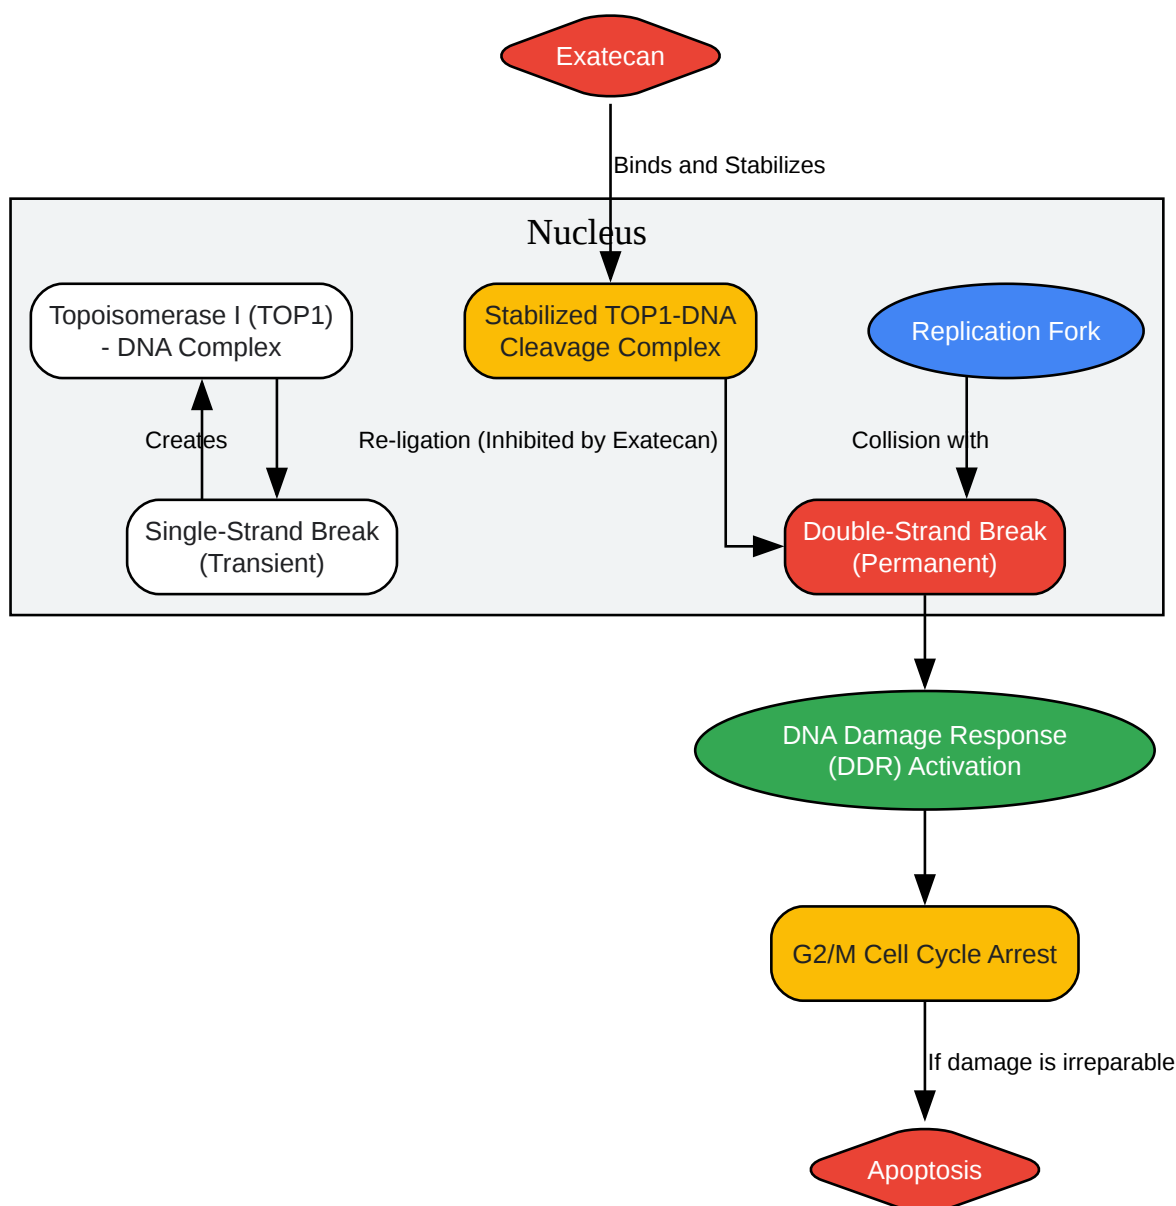 Exatecan
Binds and Stabilizes
Nucleus
Topoisomerase I (TOP1)
- DNA Complex
Stabilized TOP1-DNA
Cleavage Complex
Replication Fork
Creates
Re-ligation (Inhibited by Exatecan)
Collision with
Single-Strand Break
(Transient)
Double-Strand Break
(Permanent)
DNA Damage Response
(DDR) Activation
G2/M Cell Cycle Arrest
If damage is irreparable
Apoptosis